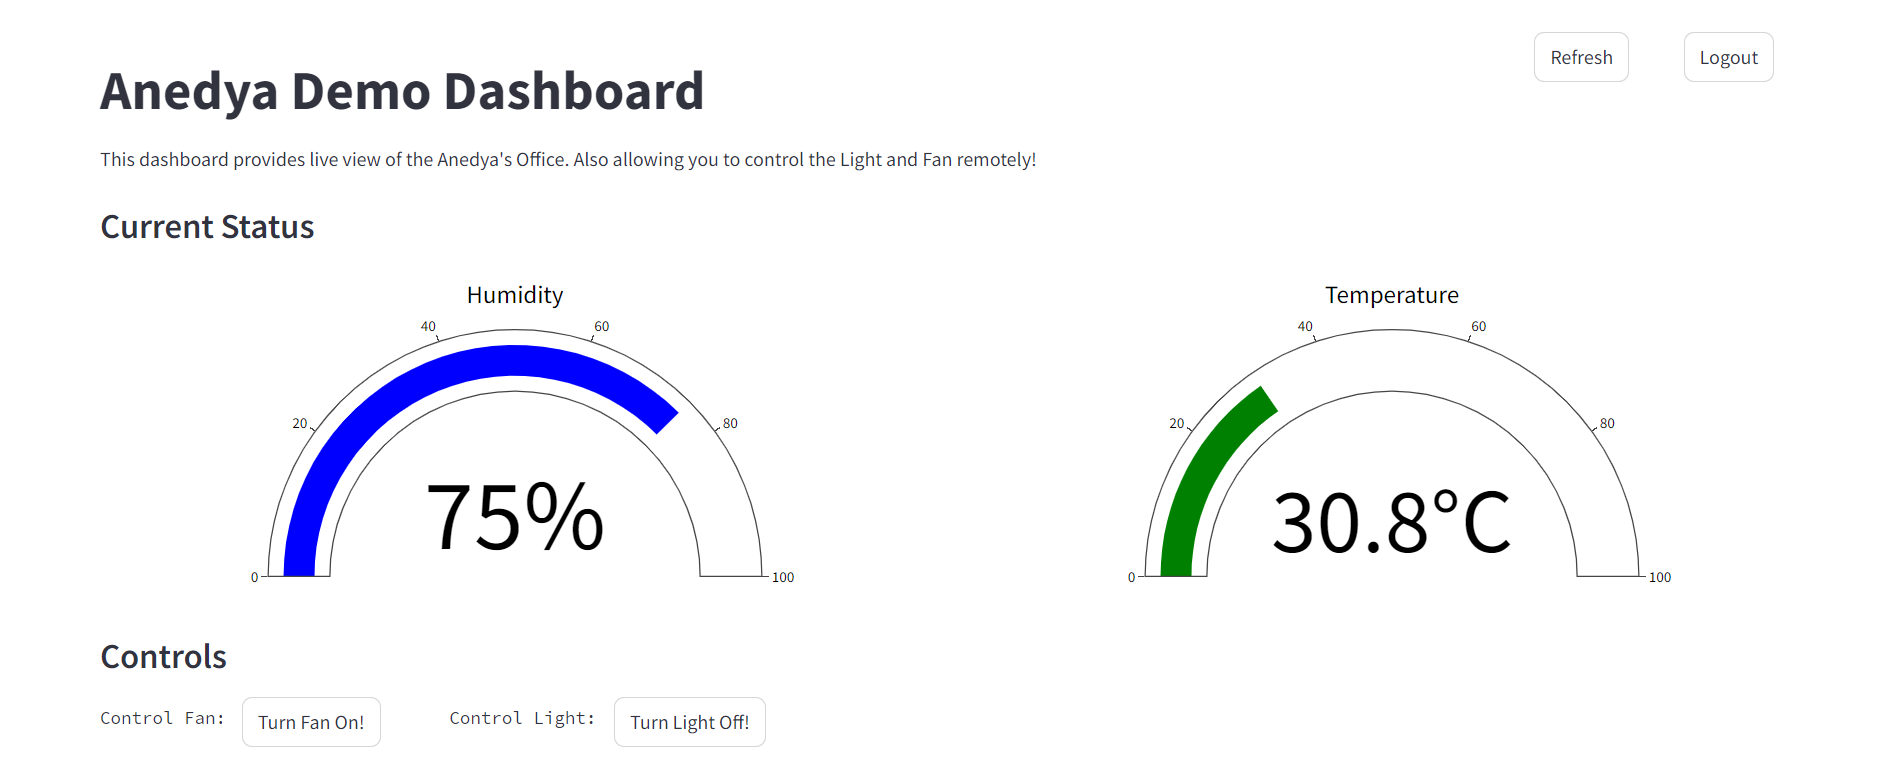 Refresh
Logout
Anedya Demo Dashboard
This dashboard provides live view of the Anedya's Office. Also allowing you to control the Light and Fan remotely!
Current Status
Humidity
0
20
40
60
80
100
75%
Temperature
0
20
40
60
80
100
30.8°C
Controls
Control Fan: Turn Fan On! Control Light: Turn Light Off!